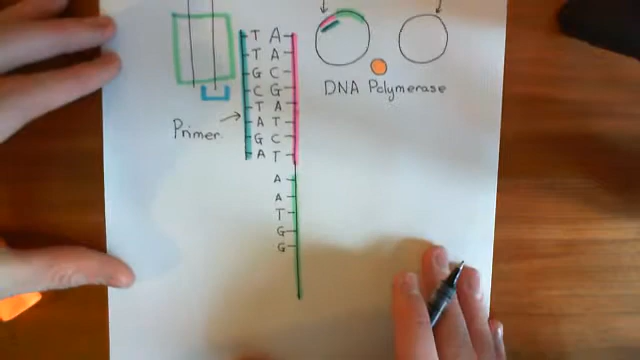 T A
T A
G C
C G
T A
A T
G C
A T
A
A
T
G
G
Primer
DNA Polymerase